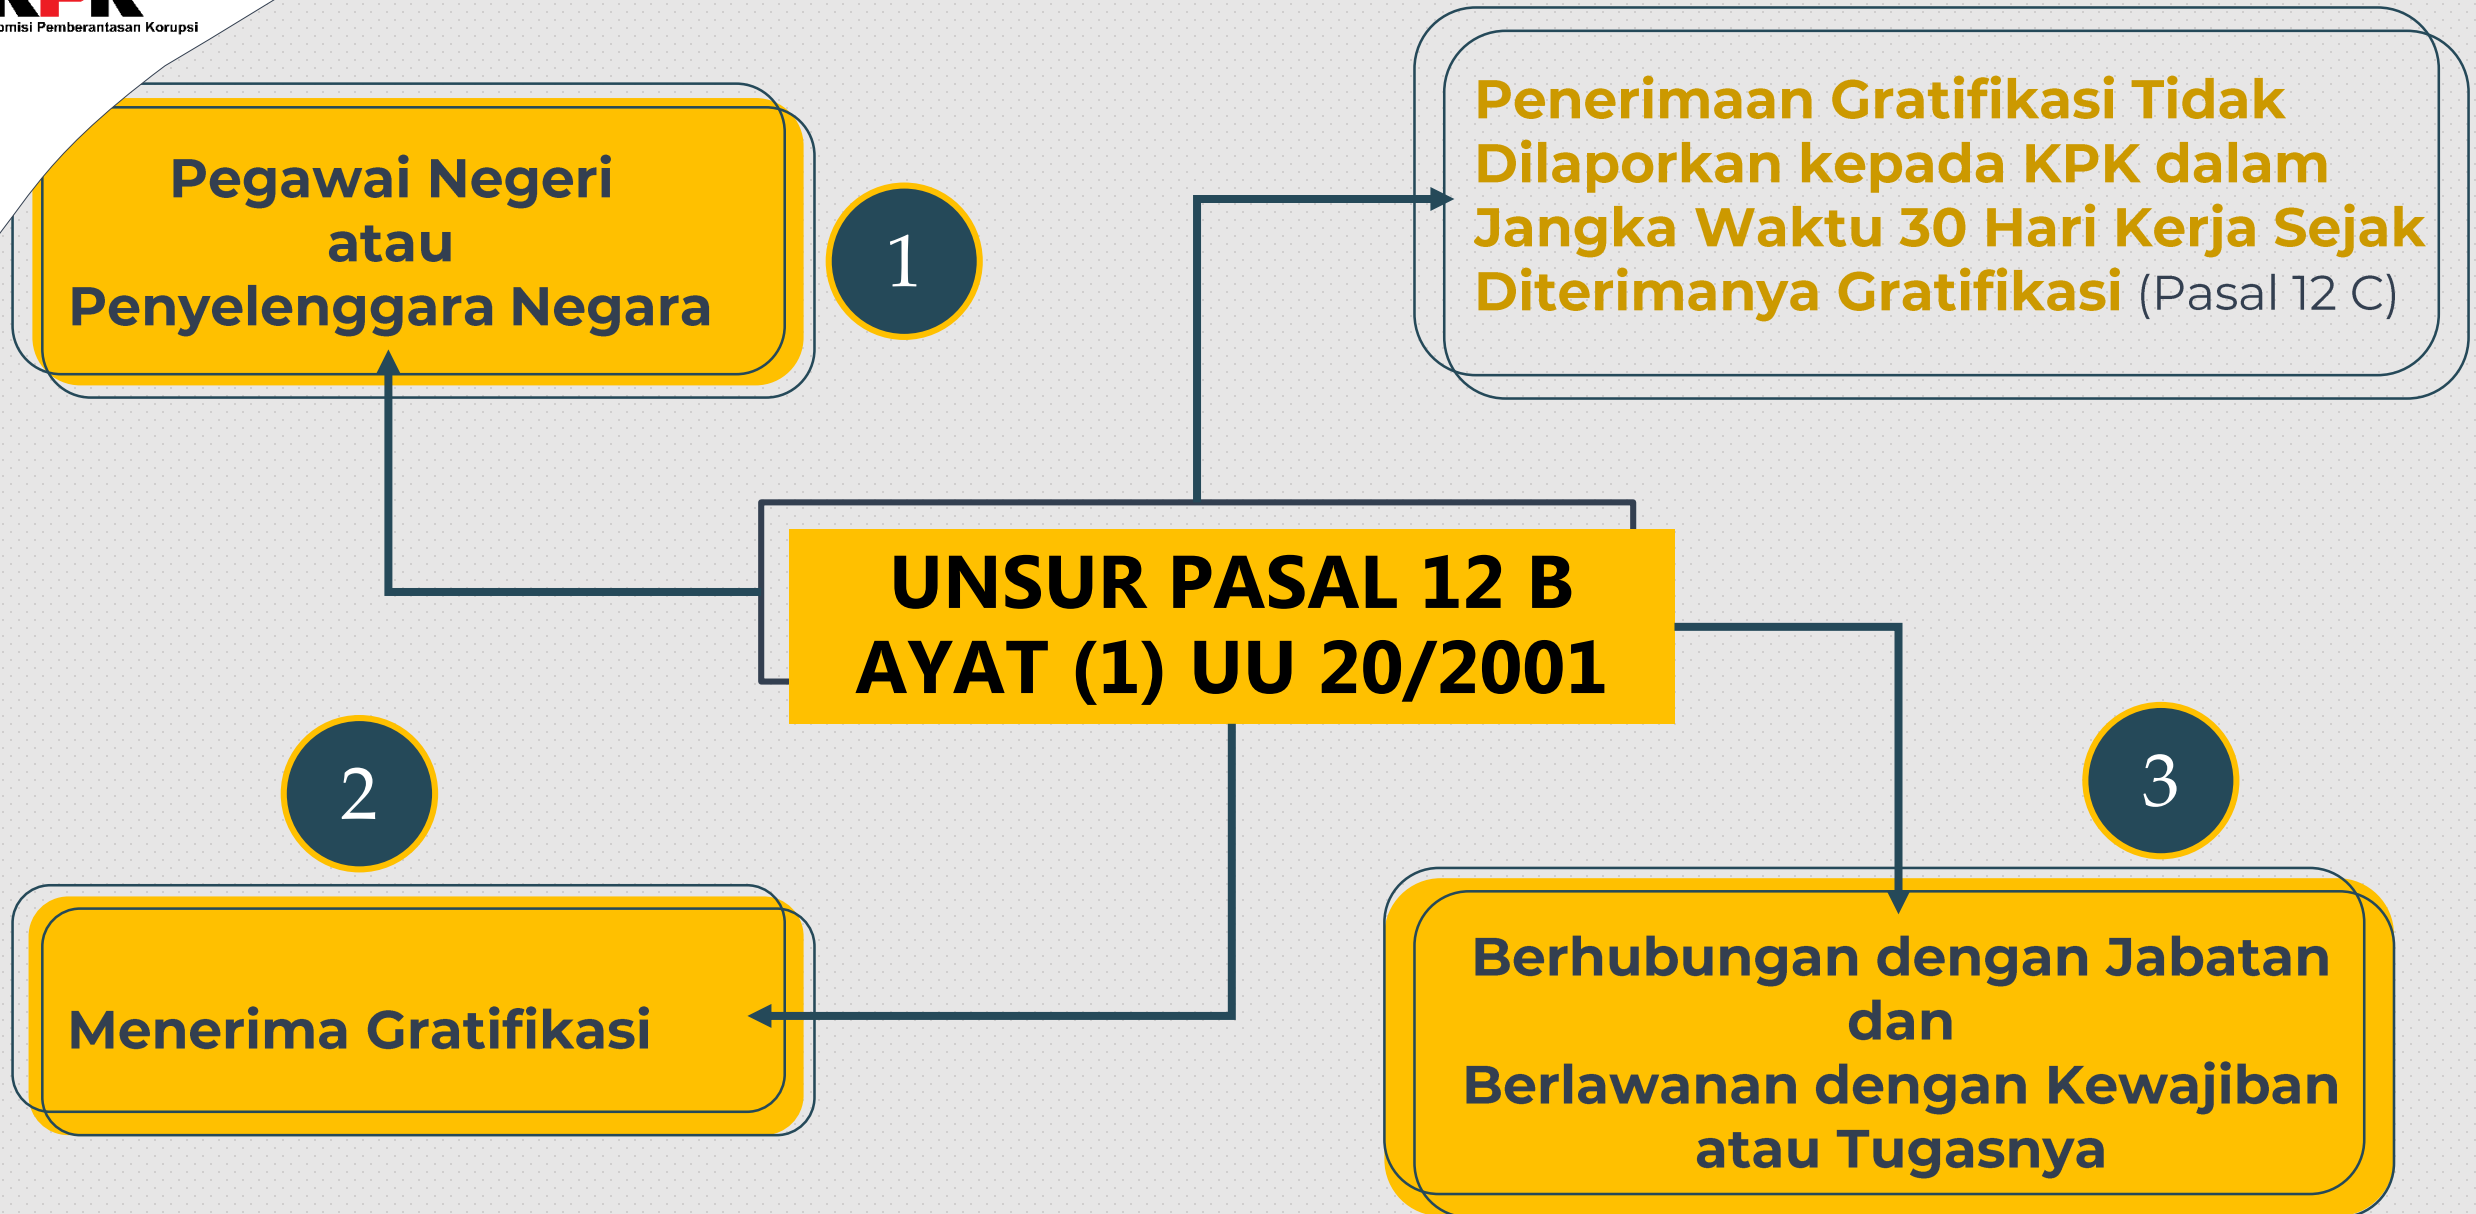 KPK
Komisi Pemberantasan Korupsi
Pegawai Negeri
atau
Penyelenggara Negara
1
Penerimaan Gratifikasi Tidak
Dilaporkan kepada KPK dalam
Jangka Waktu 30 Hari Kerja Sejak
Diterimanya Gratifikasi (Pasal 12 C)
UNSUR PASAL 12 B
AYAT (1) UU 20/2001
2
Menerima Gratifikasi
3
Berhubungan dengan Jabatan
dan
Berlawanan dengan Kewajiban
atau Tugasnya